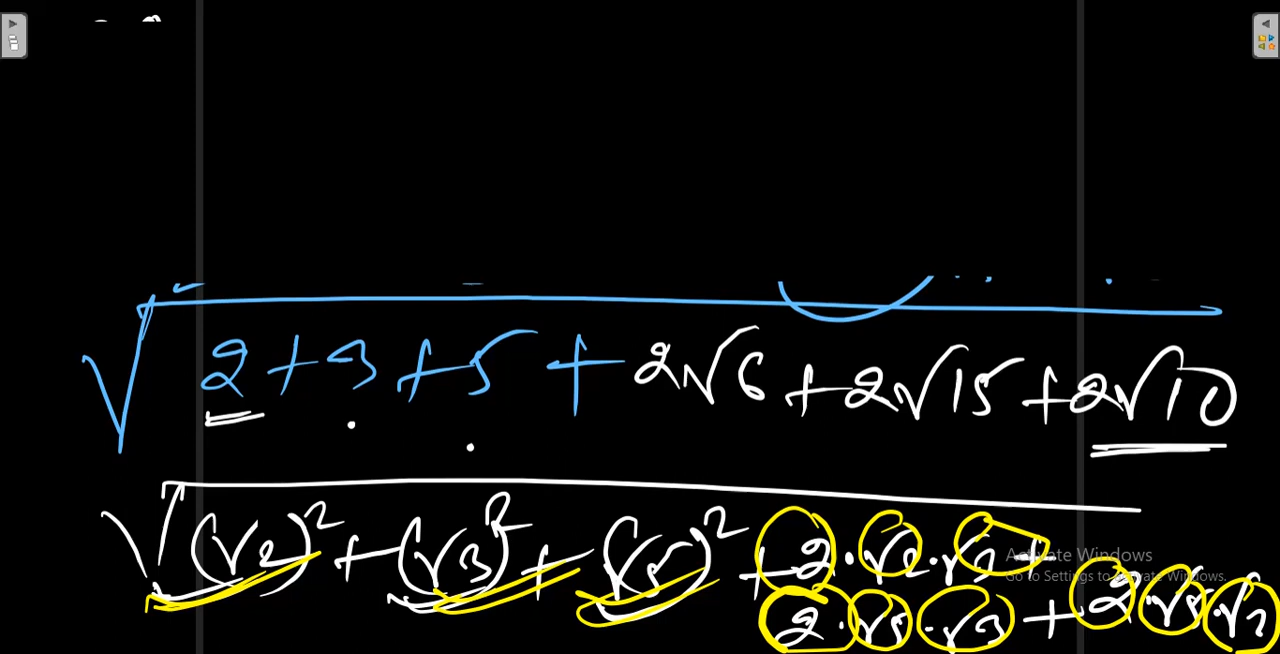 √2+3+5+2√6+2√15+2√10
√(√2)²+(√3)²+(√5)²+2·√2·√3+
2·√5·√3+2·√5·√2
Activate Windows
Go to Settings to activate Windows.